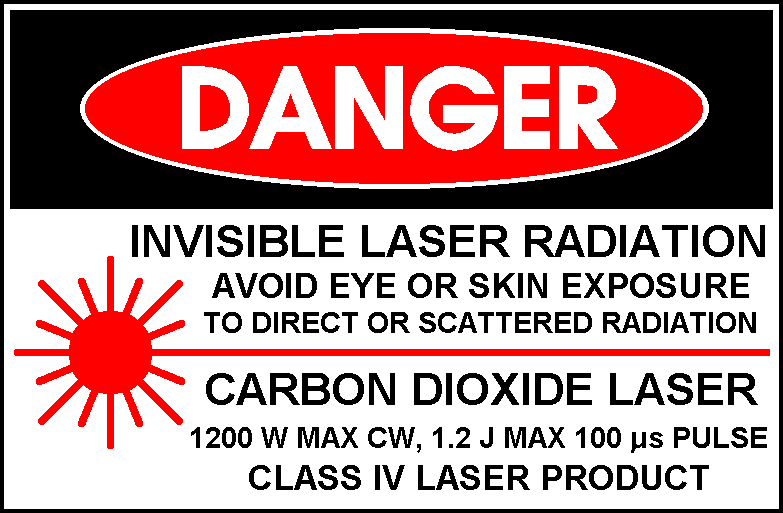 DANGER
INVISIBLE LASER RADIATION
AVOID EYE OR SKIN EXPOSURE
TO DIRECT OR SCATTERED RADIATION
CARBON DIOXIDE LASER
1200 W MAX CW, 1.2 J MAX 100 µs PULSE
CLASS IV LASER PRODUCT